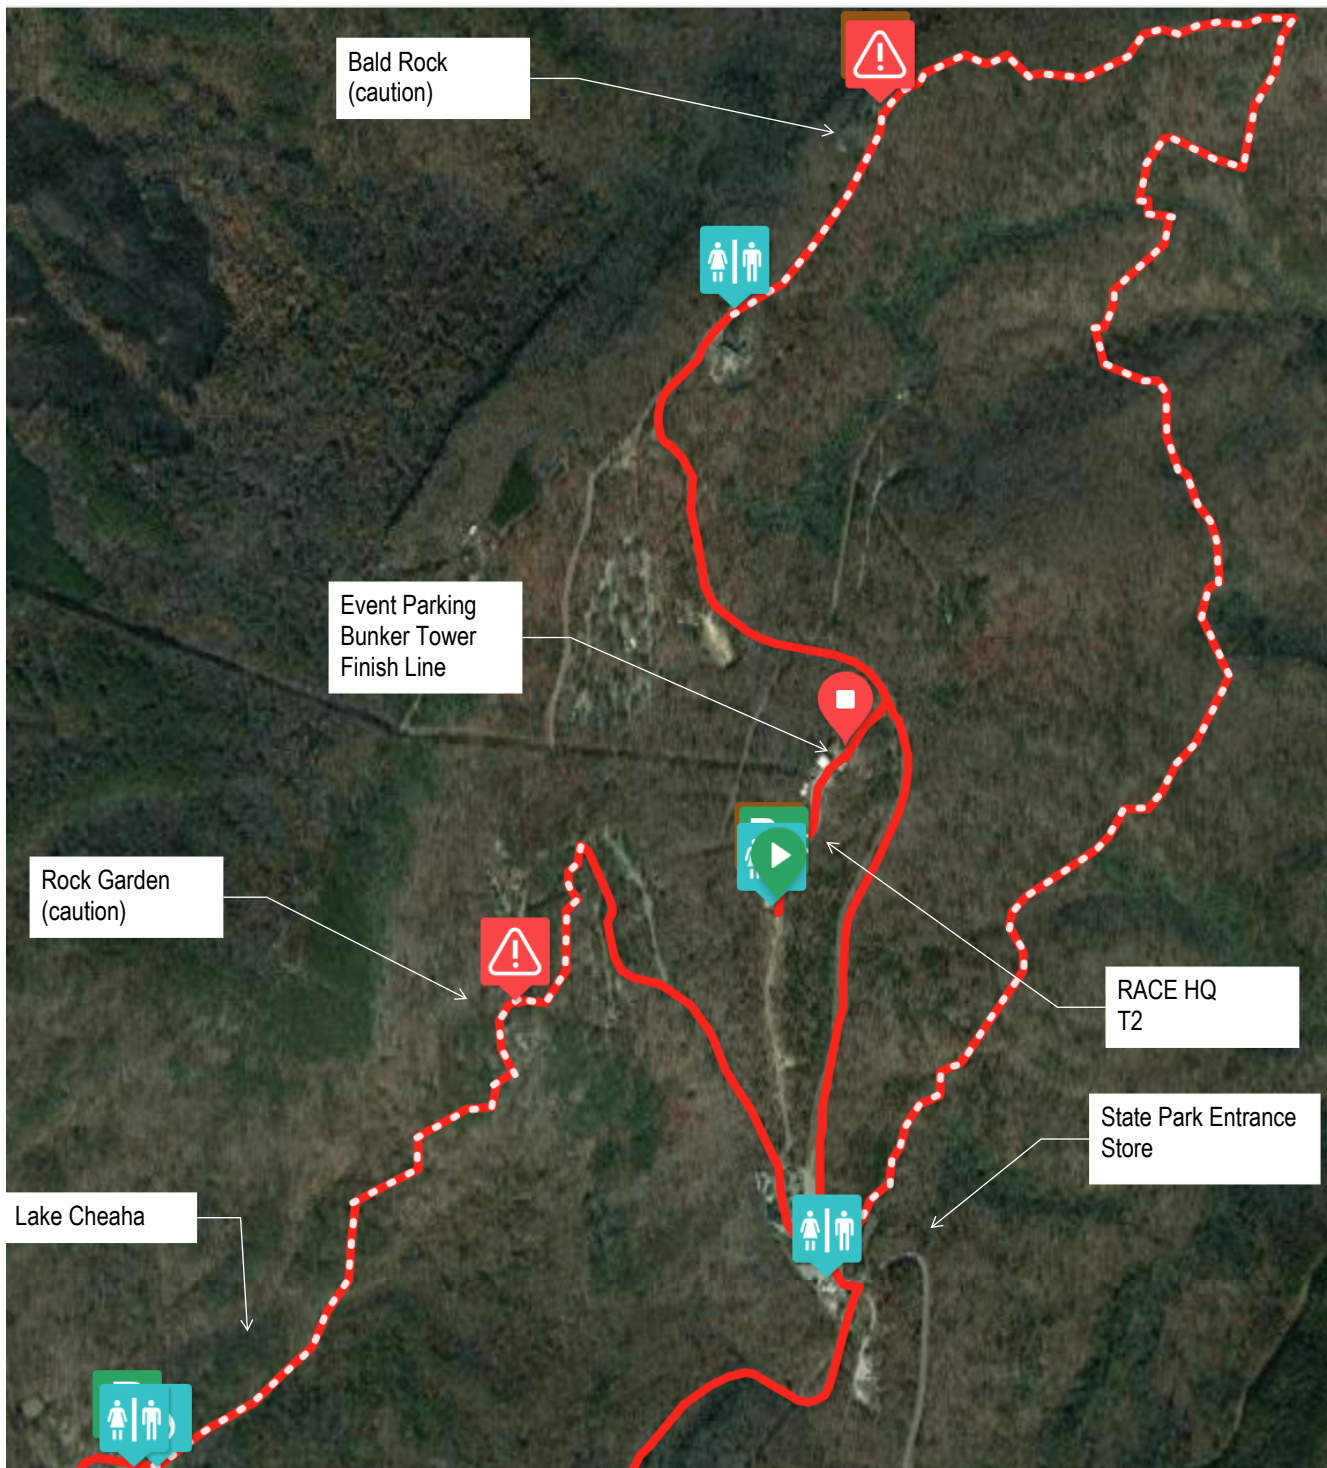 Bald Rock
(caution)
Event Parking
Bunker Tower
Finish Line
Rock Garden
(caution)
RACE HQ
T2
State Park Entrance
Store
Lake Cheaha